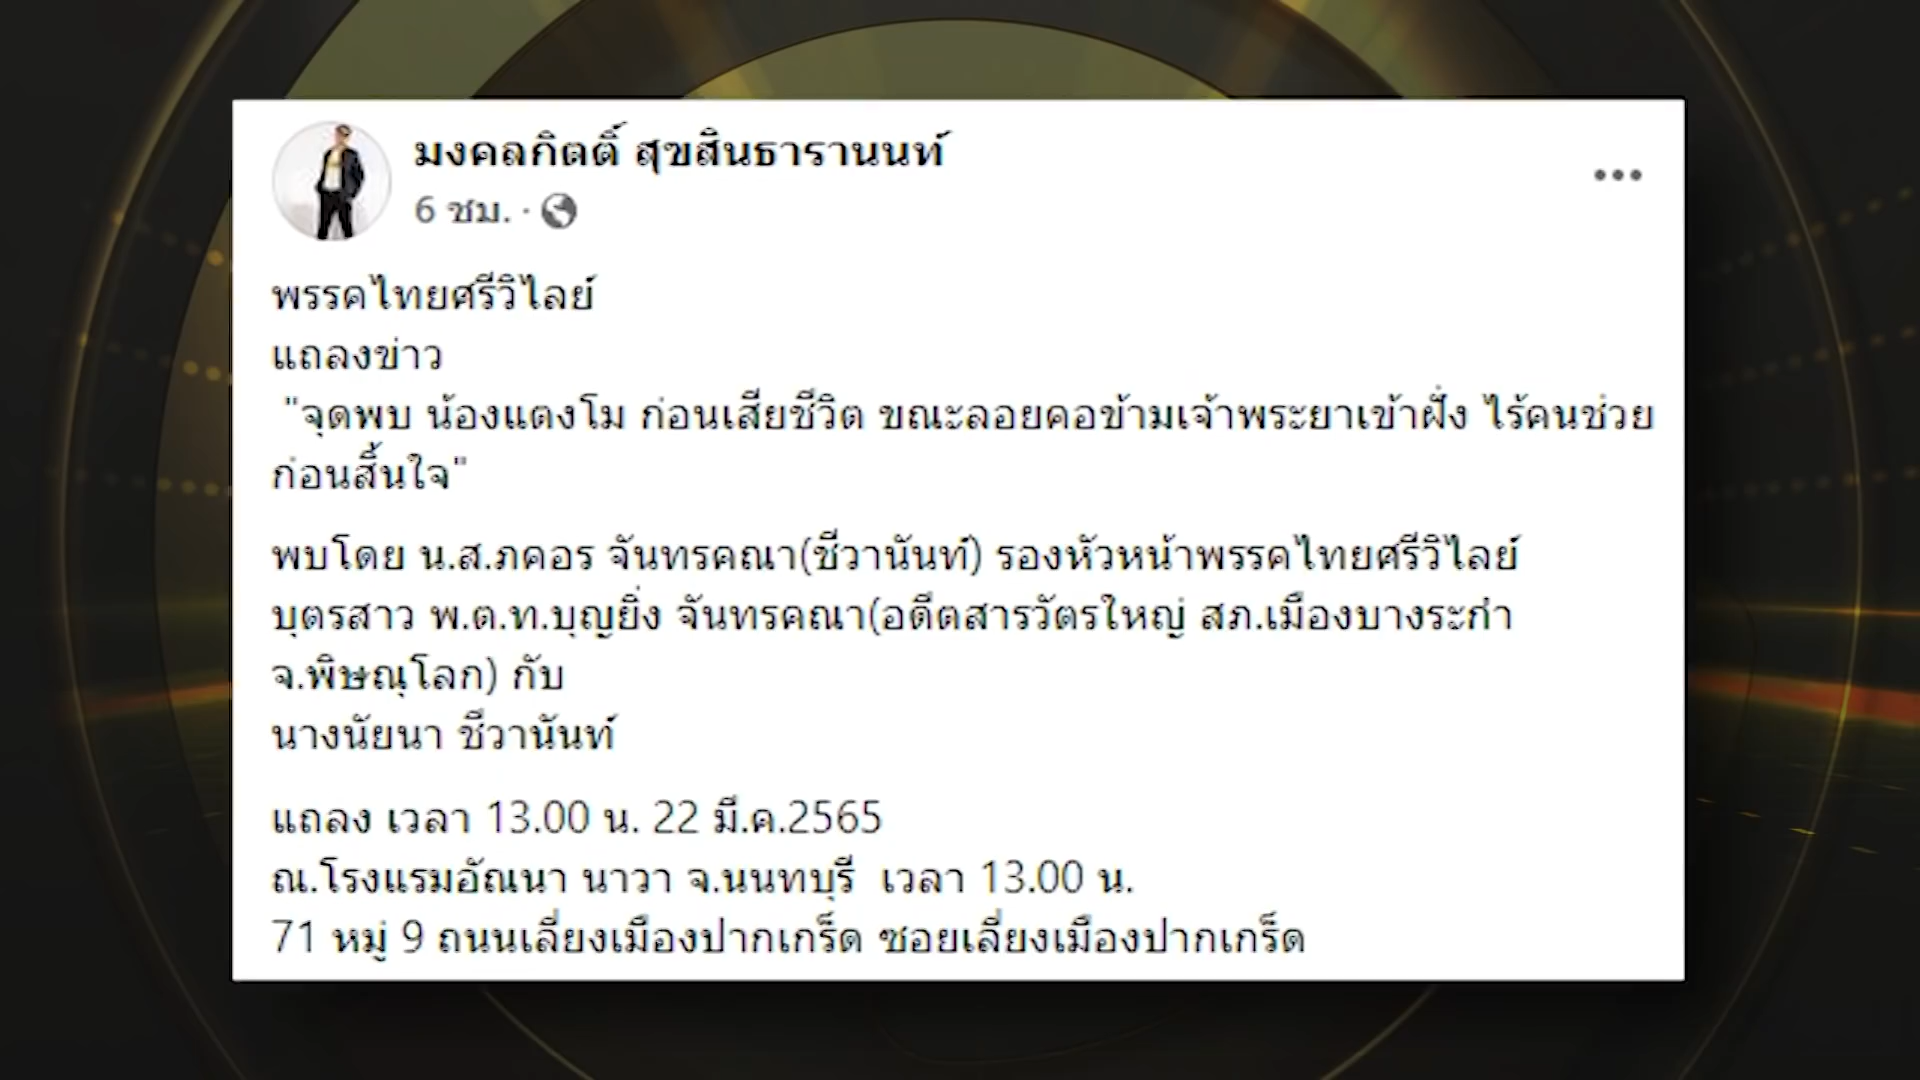 มงคลกิตติ์ สุขสินธารานนท์
6 ชม. ·
พรรคไทยศรีวิไลย์
แถลงข่าว
"จุดพบ น้องแตงโม ก่อนเสียชีวิต ขณะลอยคอข้ามเจ้าพระยาเข้าฝั่ง ไร้คนช่วย
ก่อนสิ้นใจ"
พบโดย น.ส.ภคอร จันทรคณา(ชีวานันท์) รองหัวหน้าพรรคไทยศรีวิไลย์
บุตรสาว พ.ต.ท.บุญยิ่ง จันทรคณา(อดีตสารวัตรใหญ่ สภ.เมืองบางระกำ
จ.พิษณุโลก) กับ
นางนัยนา ชีวานันท์
แถลง เวลา 13.00 น. 22 มี.ค.2565
ณ.โรงแรมอัณนา นาวา จ.นนทบุรี  เวลา 13.00 น.
71 หมู่ 9 ถนนเลี่ยงเมืองปากเกร็ด ซอยเลี่ยงเมืองปากเกร็ด